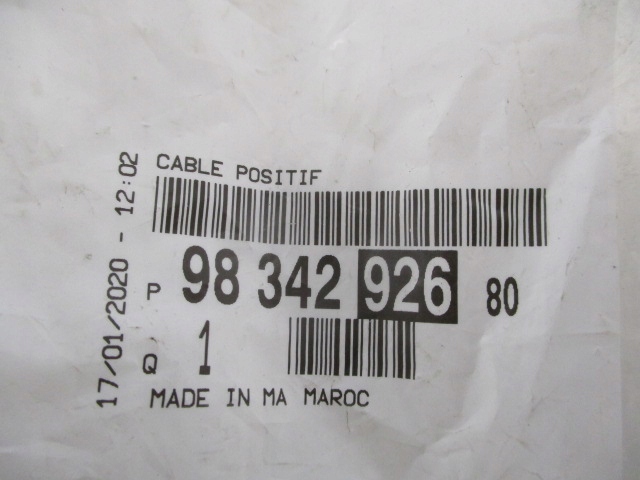 CABLE POSITIF
P 98 342 926 80
Q 1
MADE IN MA MAROC
17/01/2020 - 12:02